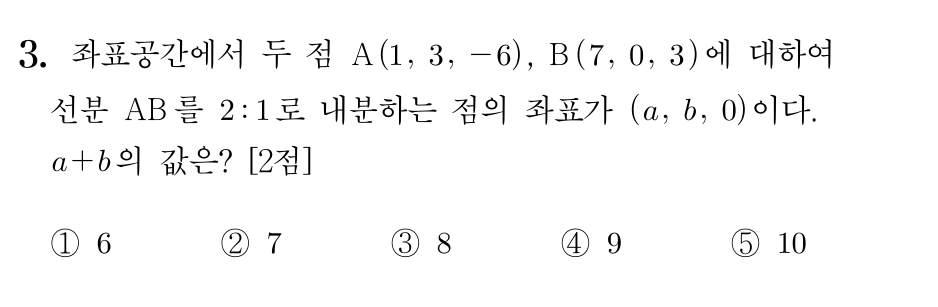 3. 좌표공간에서 두 점 A(1, 3, −6), B(7, 0, 3)에 대하여
선분 AB를 2:1로 내분하는 점의 좌표가 (a, b, 0)이다.
a+b의 값은? [2점]
① 6 ② 7 ③ 8 ④ 9 ⑤ 10